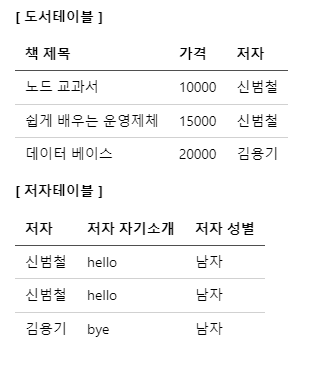 [ 도서테이블 ]
책 제목 가격 저자
노드 교과서 10000 신범철
쉽게 배우는 운영제체 15000 신범철
데이터 베이스 20000 김용기
[ 저자테이블 ]
저자 저자 자기소개 저자 성별
신범철 hello 남자
신범철 hello 남자
김용기 bye 남자